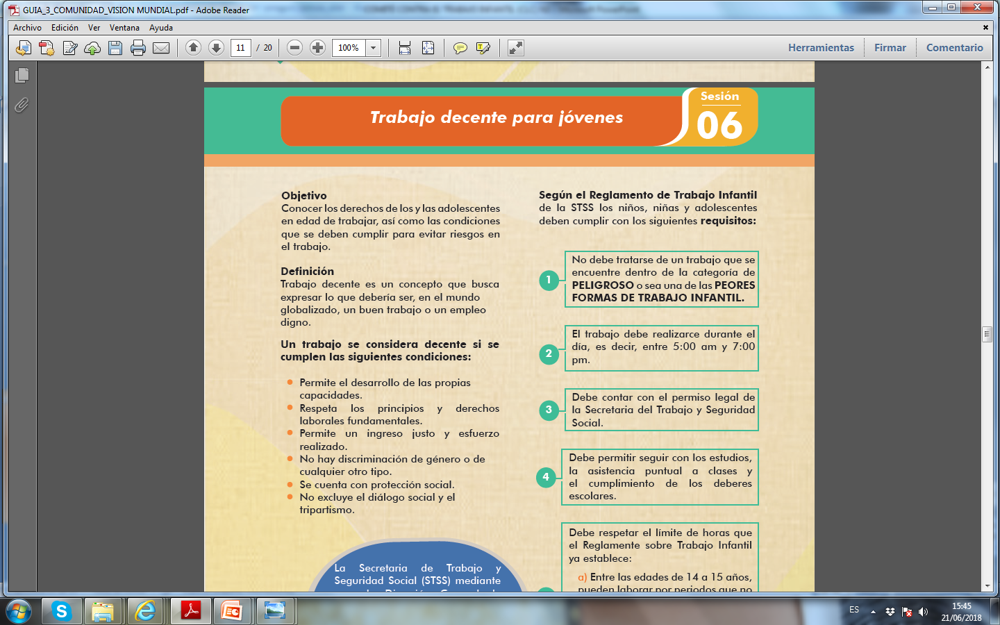 GUIA_3_COMUNIDAD_VISION MUNDIAL.pdf - Adobe Reader
Archivo Edición Ver Ventana Ayuda
11 / 20 100%
Herramientas Firmar Comentario
Sesión
06
Trabajo decente para jóvenes
Objetivo
Conocer los derechos de los y las adolescentes
en edad de trabajar, así como las condiciones
que se deben cumplir para evitar riesgos en
el trabajo.
Definición
Trabajo decente es un concepto que busca
expresar lo que debería ser, en el mundo
globalizado, un buen trabajo o un empleo
digno.
Un trabajo se considera decente si se
cumplen las siguientes condiciones:
Permite el desarrollo de las propias
capacidades.
Respeta los principios y derechos
laborales fundamentales.
Permite un ingreso justo y esfuerzo
realizado.
No hay discriminación de género o de
cualquier otro tipo.
Se cuenta con protección social.
No excluye el diálogo social y el
tripartismo.
La Secretaria de Trabajo y
Seguridad Social (STSS) mediante
Según el Reglamento de Trabajo Infantil
de la STSS los niños, niñas y adolescentes
deben cumplir con los siguientes requisitos:
1
No debe tratarse de un trabajo que se
encuentre dentro de la categoría de
PELIGROSO o sea una de las PEORES
FORMAS DE TRABAJO INFANTIL.
2
El trabajo debe realizarce durante el
día, es decir, entre 5:00 am y 7:00
pm.
3
Debe contar con el permiso legal de
la Secretaria del Trabajo y Seguridad
Social.
4
Debe permitir seguir con los estudios,
la asistencia puntual a clases y
el cumplimiento de los deberes
escolares.
Debe respetar el límite de horas que
el Reglamente sobre Trabajo Infantil
ya establece:
a) Entre las edades de 14 a 15 años,
pueden laborar por periodos que no
ES
15:45
21/06/2018